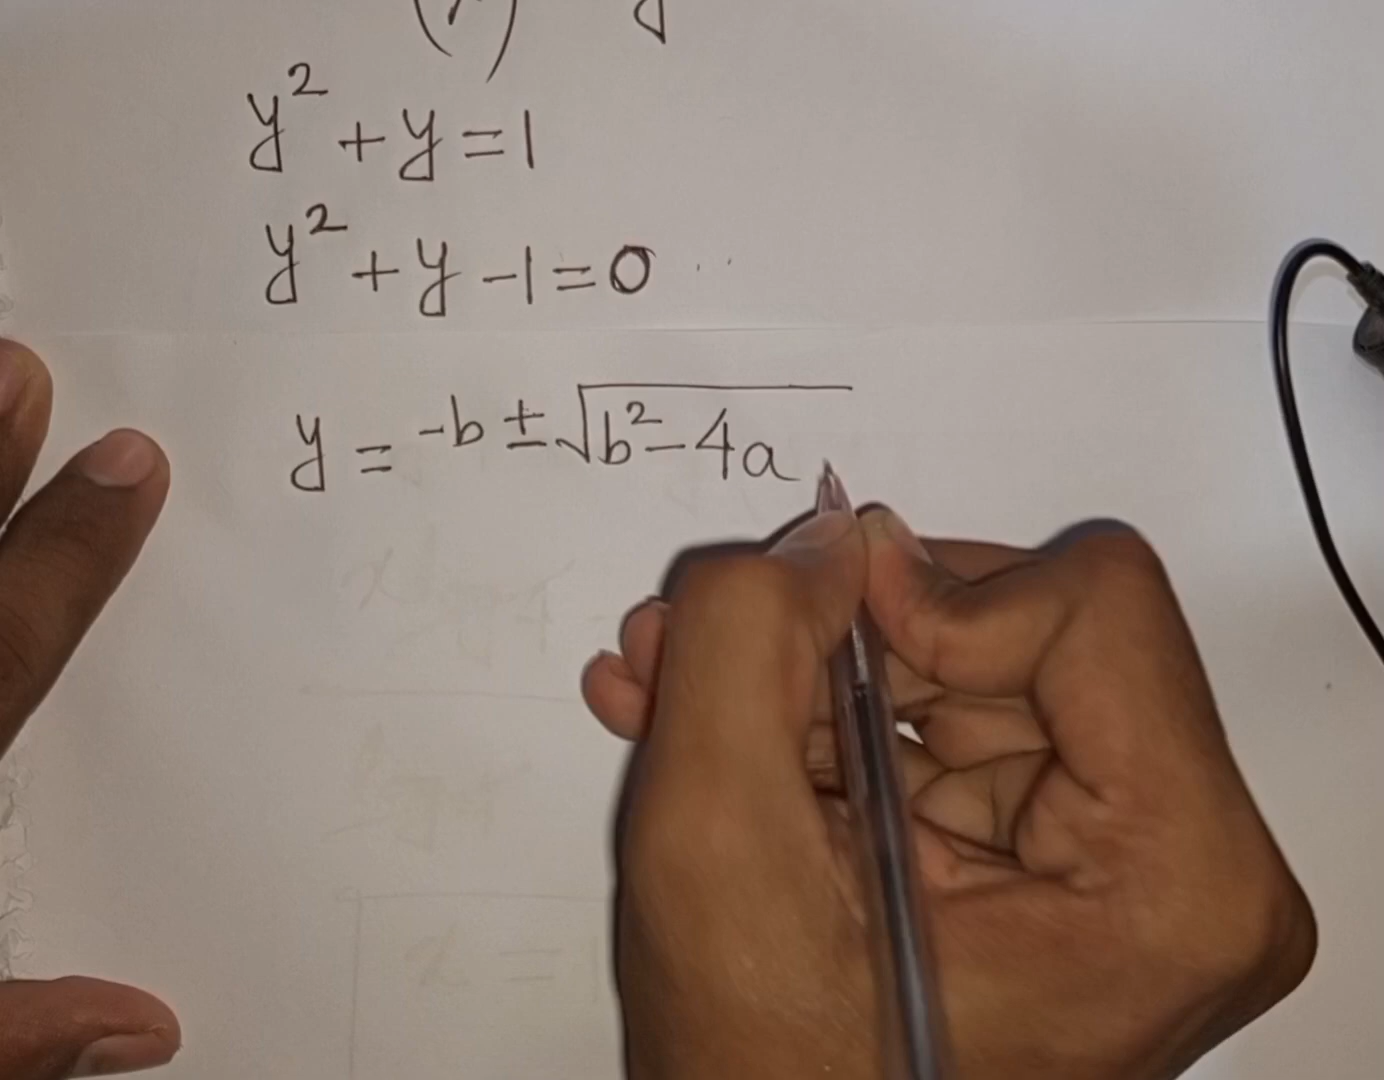 y² + y = 1
y² + y - 1 = 0
y = -b ± √b² - 4a